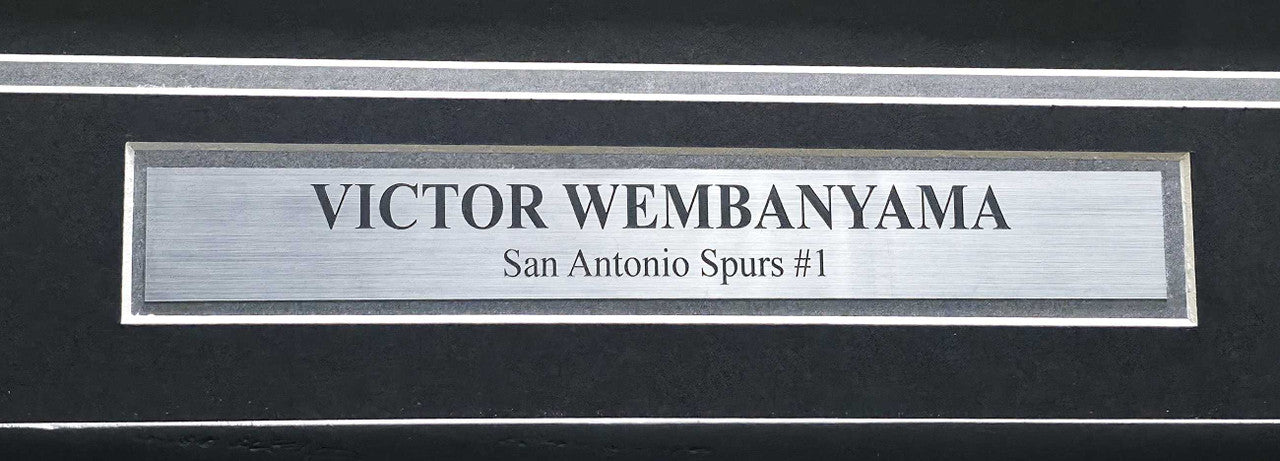 VICTOR WEMBANYAMA
San Antonio Spurs #1